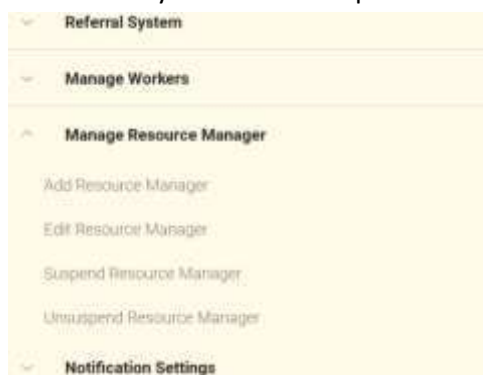 Referral System
Manage Workers
Manage Resource Manager
Add Resource Manager
Edit Resource Manager
Suspend Resource Manager
Unsuspend Resource Manager
Notification Settings